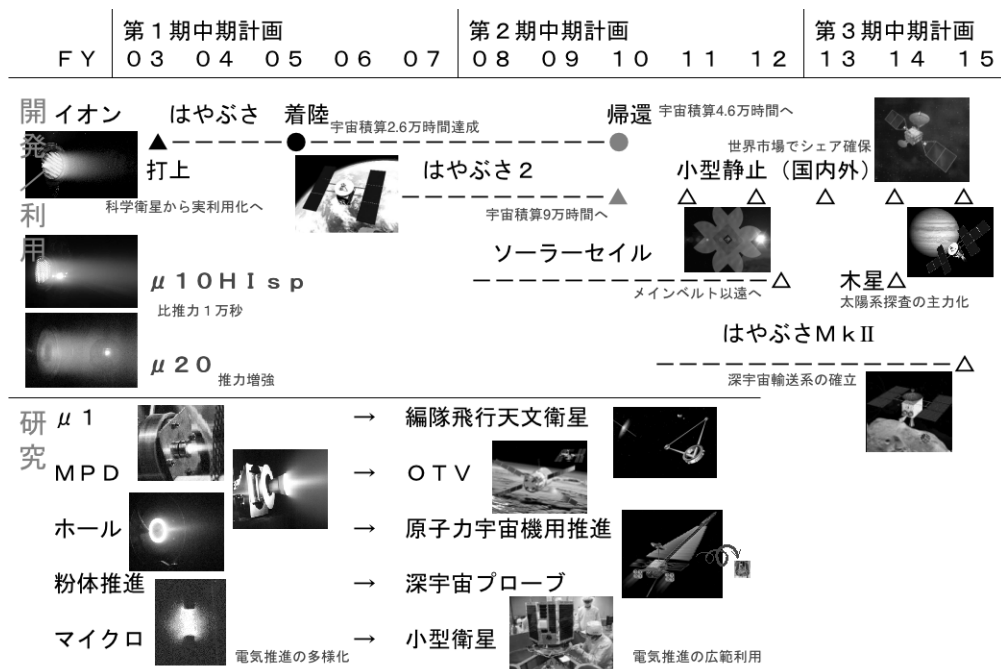 第１期中期計画 第２期中期計画 第３期中期計画
ＦＹ ０３ ０４ ０５ ０６ ０７ ０８ ０９ １０ １１ １２ １３ １４ １５
開発／利用
イオン はやぶさ 着陸 帰還 宇宙積算4.6万時間へ
宇宙積算2.6万時間達成
世界市場でシェア確保
打上 はやぶさ２ 小型静止（国内外）
科学衛星から実利用化へ 宇宙積算9万時間へ
ソーラーセイル
μ１０ＨＩｓｐ メインベルト以遠へ 木星
比推力１万秒 太陽系探査の主力化
はやぶさＭｋⅡ
μ２０ 推力増強 深宇宙輸送系の確立
研究
μ１ → 編隊飛行天文衛星
ＭＰＤ → ＯＴＶ
ホール → 原子力宇宙機用推進
粉体推進 → 深宇宙プローブ
マイクロ → 小型衛星
電気推進の多様化 電気推進の広範利用